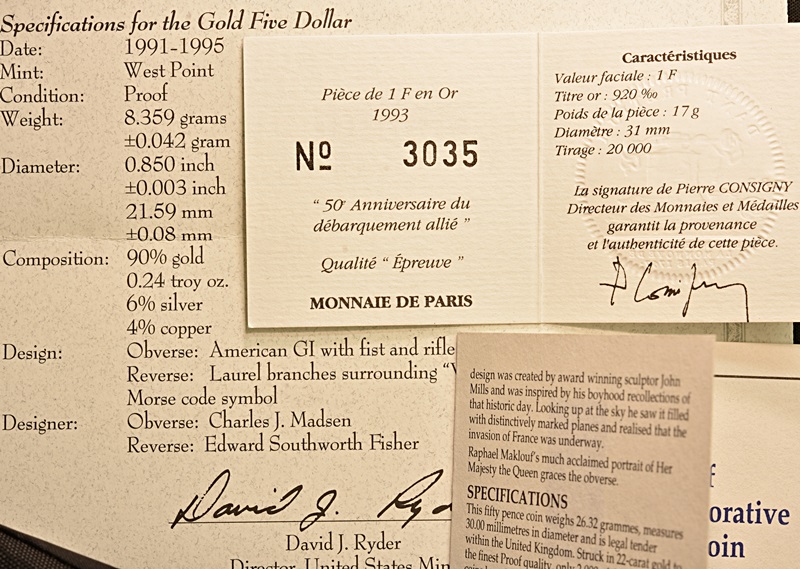 Specifications for the Gold Five Dollar
Date: 1991-1995
Mint: West Point
Condition: Proof
Weight: 8.359 grams
±0.042 gram
Diameter: 0.850 inch
±0.003 inch
21.59 mm
±0.08 mm
Composition: 90% gold
0.24 troy oz.
6% silver
4% copper
Design: Obverse: American GI with fist and rifle
Reverse: Laurel branches surrounding “V
Morse code symbol
Designer: Obverse: Charles J. Madsen
Reverse: Edward Southworth Fisher
David J. Ryd
David J. Ryder
Director, United States Min
Pièce de 1 F en Or
1993
Nº 3035
“ 50e Anniversaire du
débarquement allié ”
Qualité “ Épreuve ”
MONNAIE DE PARIS
Caractéristiques
Valeur faciale : 1 F
Titre or : 920 ‰
Poids de la pièce : 17 g
Diamètre : 31 mm
Tirage : 20 000
La signature de Pierre CONSIGNY
Directeur des Monnaies et Médailles
garantit la provenance
et l'authenticité de cette pièce.
design was created by award winning sculptor John
Mills and was inspired by his boyhood recollections of
that historic day. Looking up at the sky he saw it filled
with distinctively marked planes and realised that the
invasion of France was underway.
Raphael Maklouf's much acclaimed portrait of Her
Majesty the Queen graces the obverse.
SPECIFICATIONS
This fifty pence coin weighs 26.32 grammes, measures
30.00 millimetres in diameter and is legal tender
within the United Kingdom. Struck in 22-carat gold to
the finest Proof quality, only
f
orative
oin